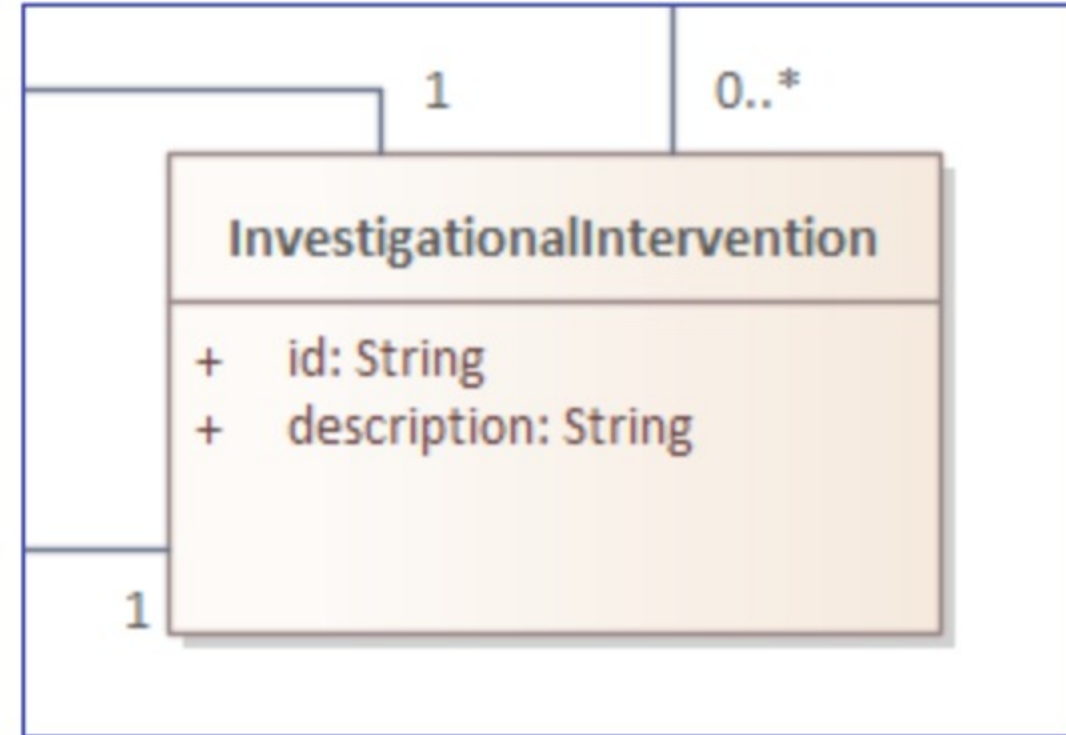 1 0..*
InvestigationalIntervention
+ id: String
+ description: String
1